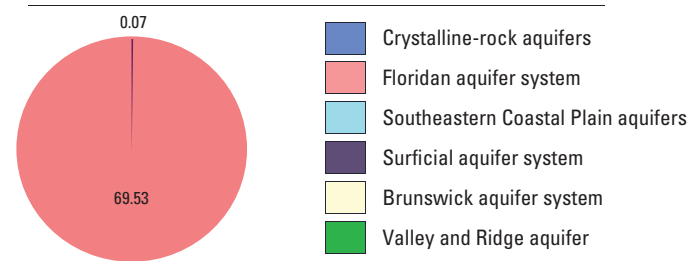 0.07
69.53
Crystalline-rock aquifers
Floridan aquifer system
Southeastern Coastal Plain aquifers
Surficial aquifer system
Brunswick aquifer system
Valley and Ridge aquifer